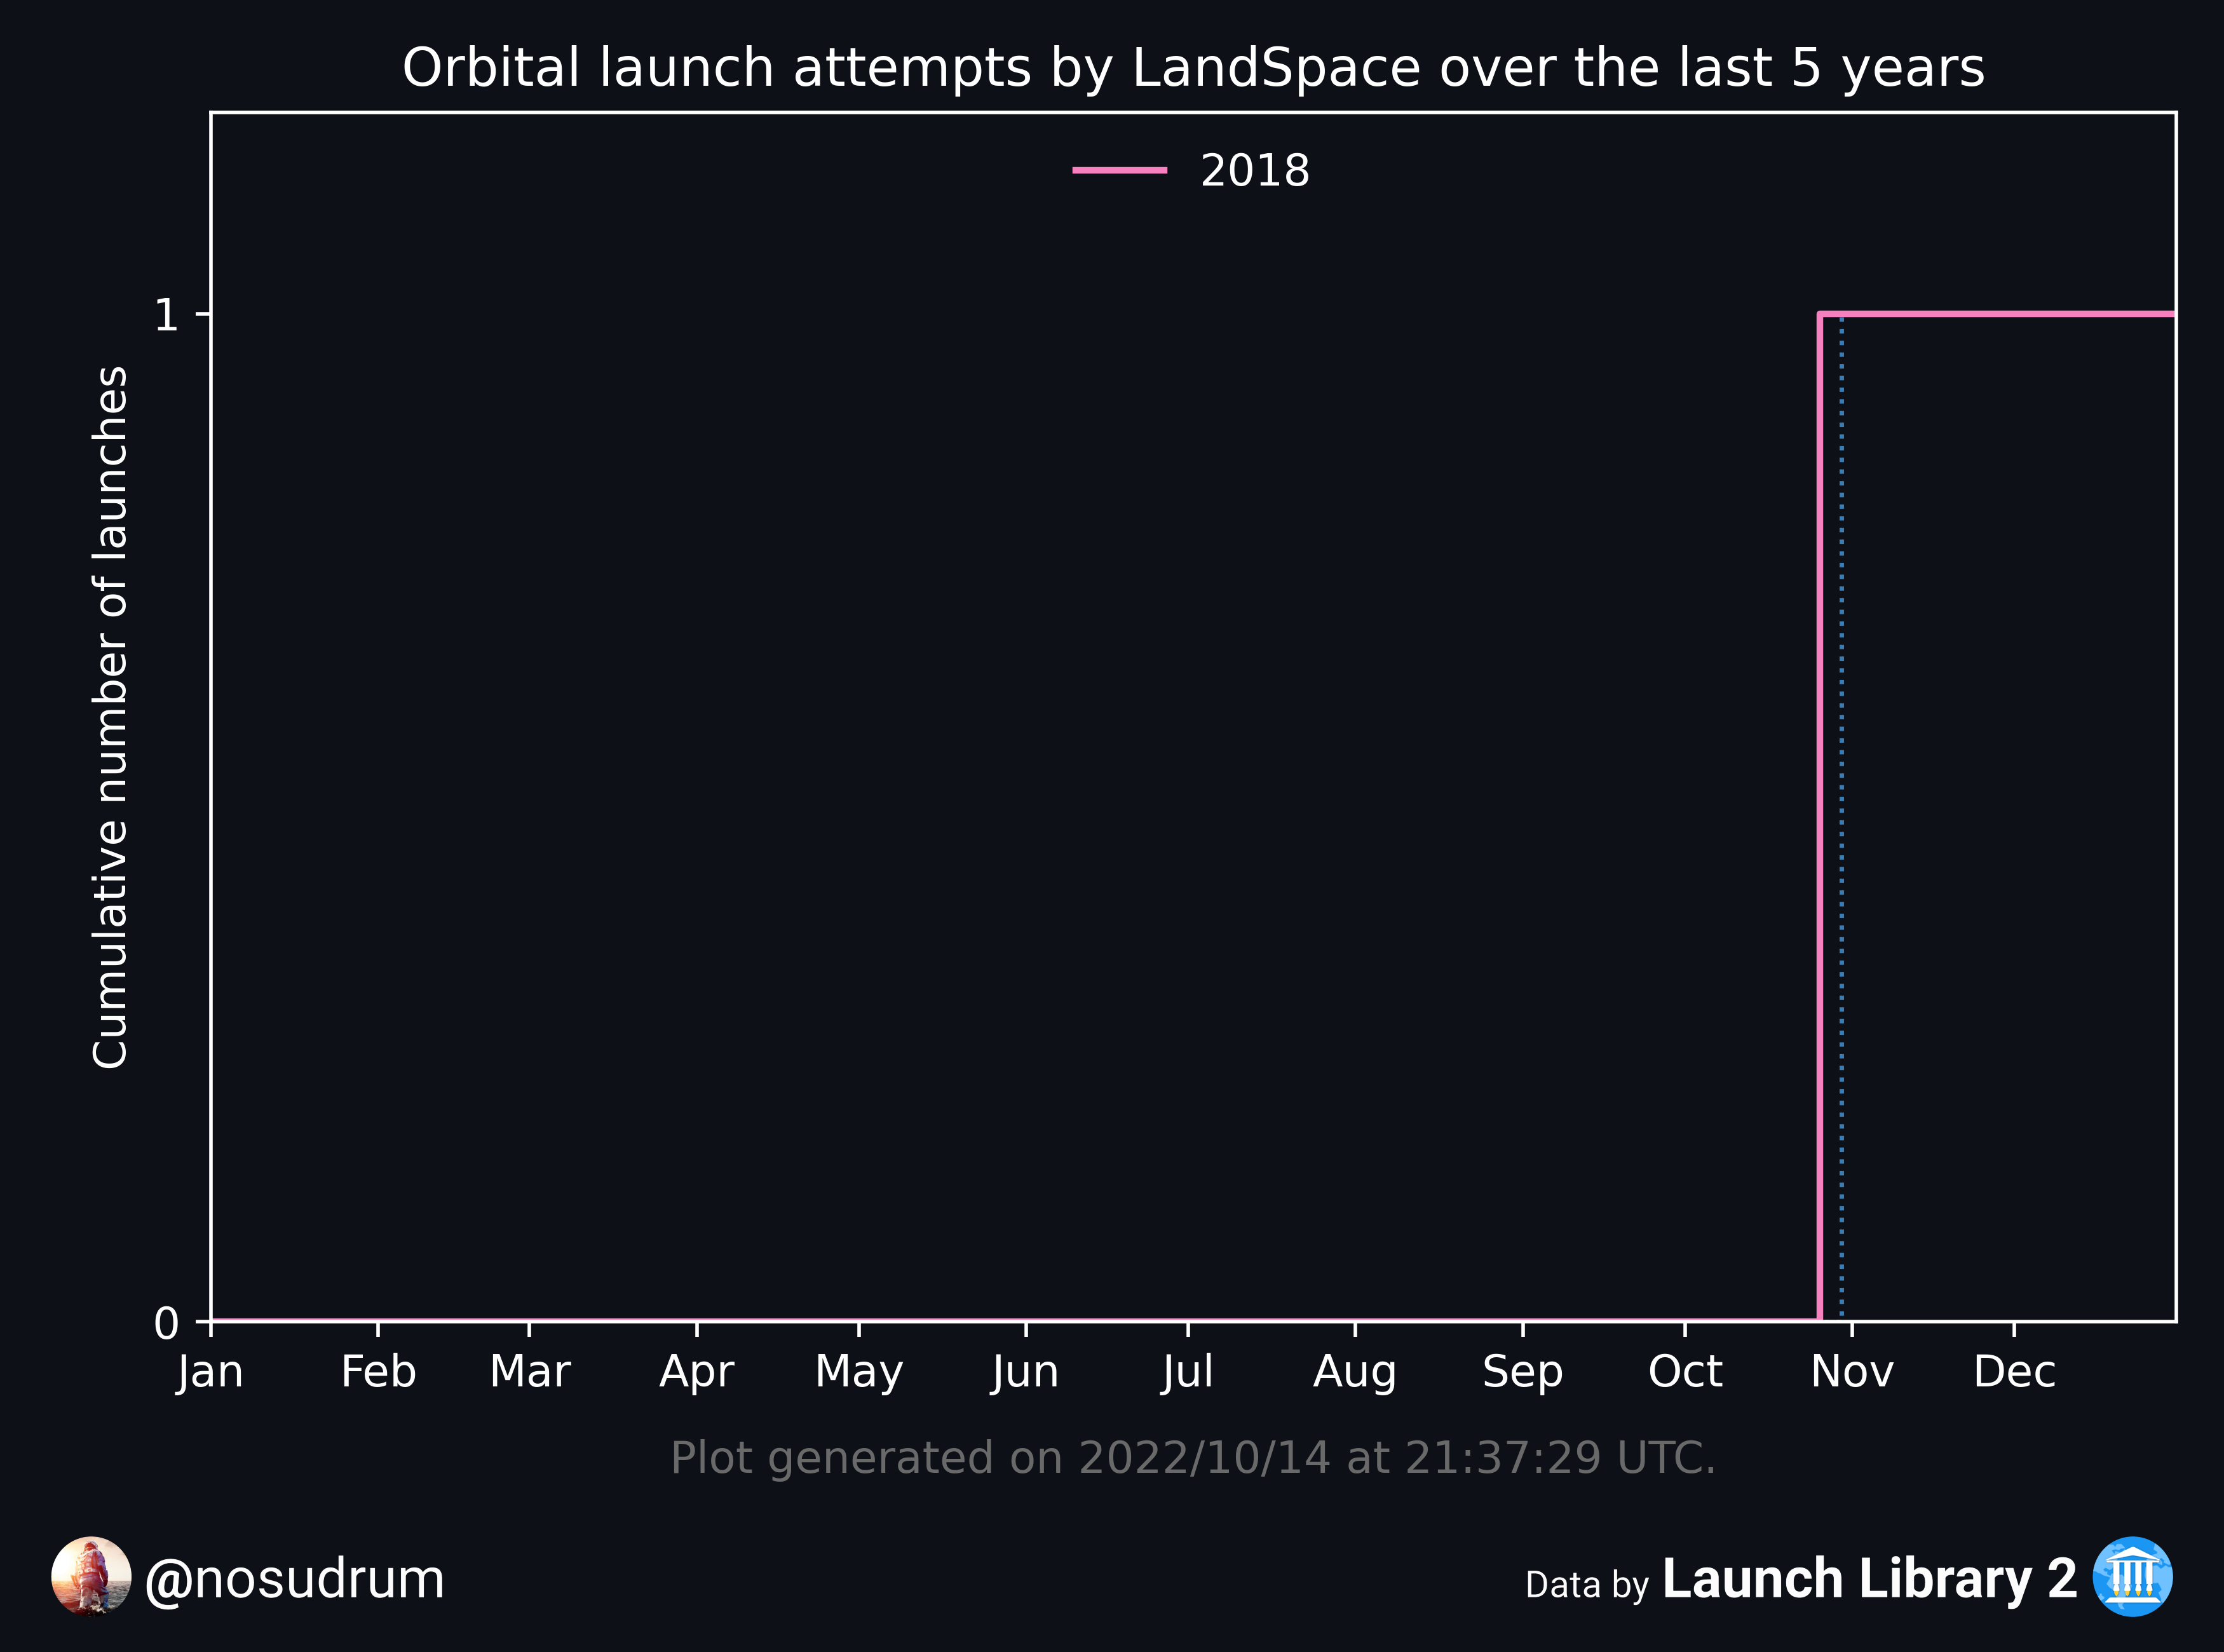 Orbital launch attempts by LandSpace over the last 5 years
2018
1
Cumulative number of launches
0
Jan Feb Mar Apr May Jun Jul Aug Sep Oct Nov Dec
Plot generated on 2022/10/14 at 21:37:29 UTC.
@nosudrum
Data by Launch Library 2